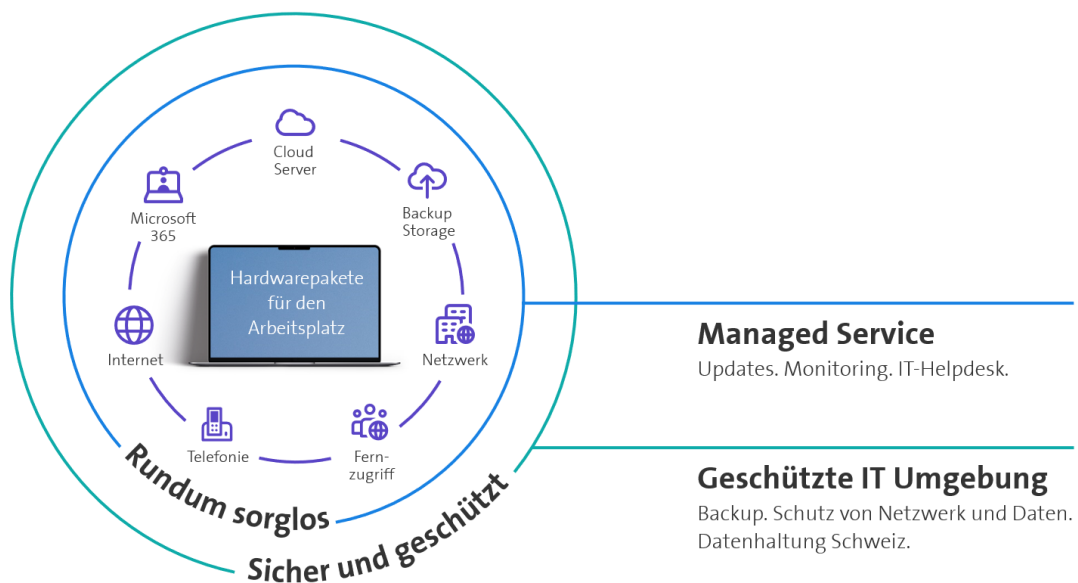 Cloud
Server
Backup
Storage
Netzwerk
Fern-
zugriff
Telefonie
Internet
Microsoft
365
Hardwarepakete
für den
Arbeitsplatz
Rundum sorglos
Sicher und geschützt
Managed Service
Updates. Monitoring. IT-Helpdesk.
Geschützte IT Umgebung
Backup. Schutz von Netzwerk und Daten.
Datenhaltung Schweiz.